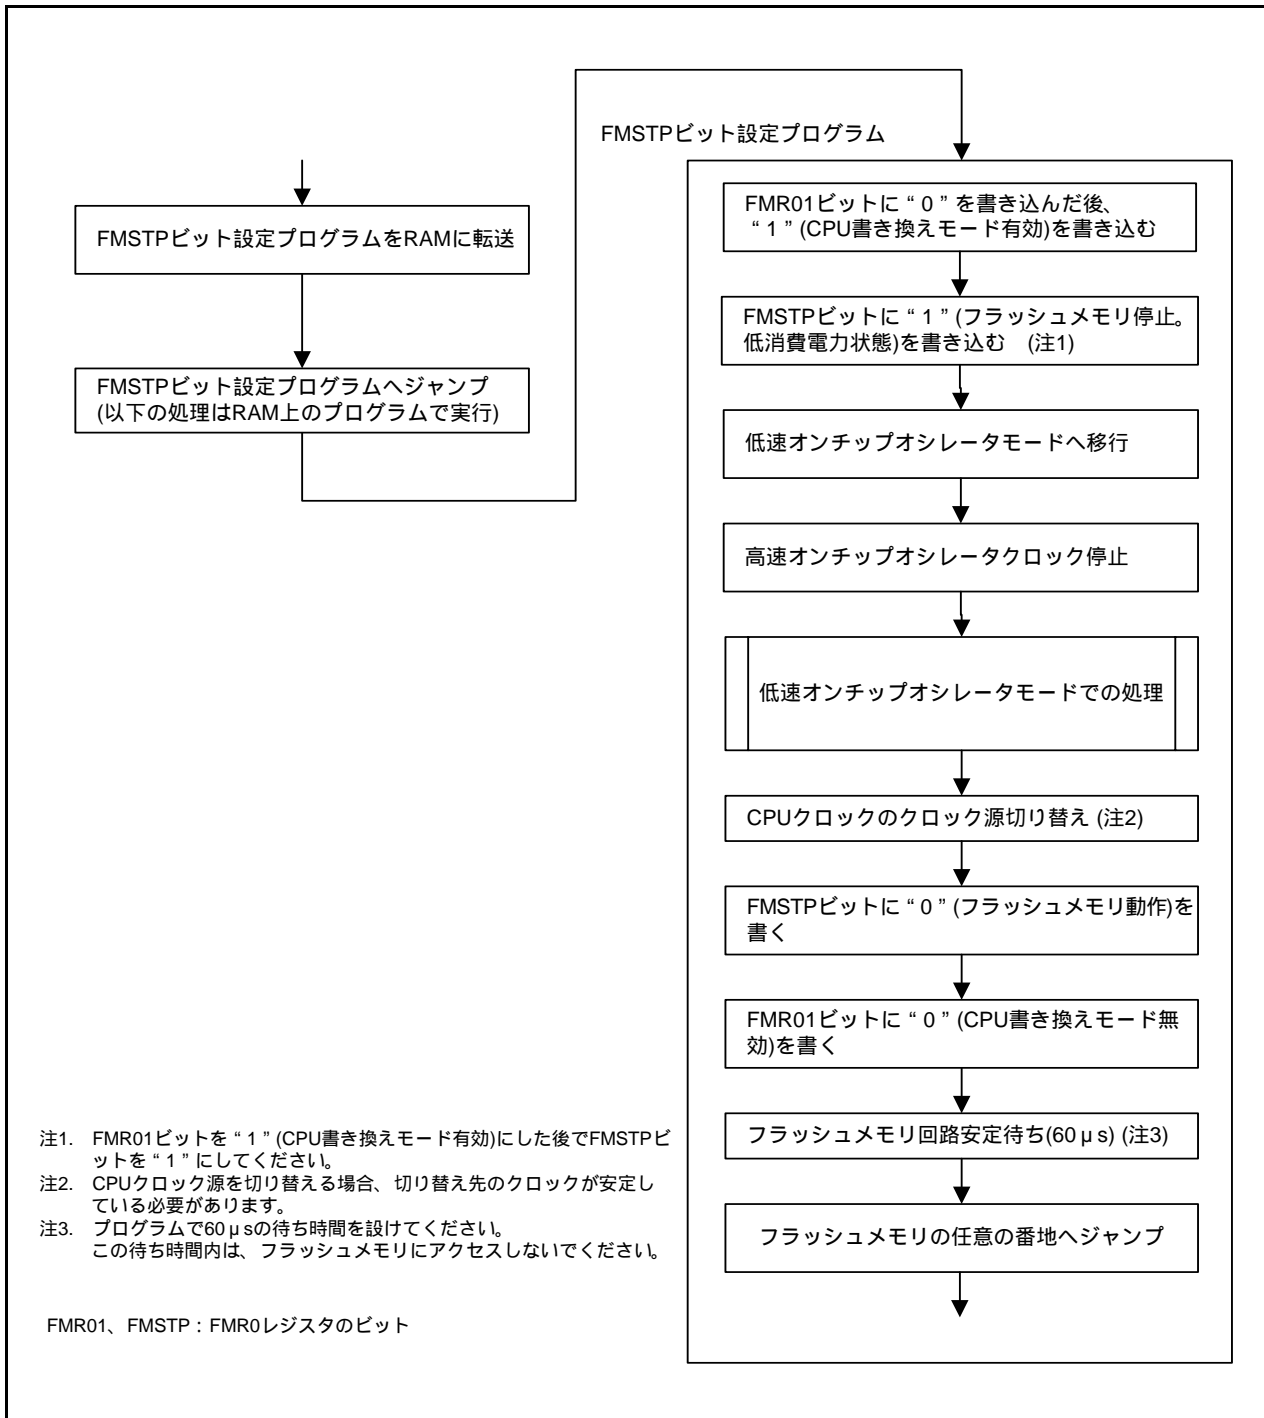 FMSTPビット設定プログラムをRAMに転送
FMSTPビット設定プログラムへジャンプ
(以下の処理はRAM上のプログラムで実行)
FMSTPビット設定プログラム
FMR01ビットに“0”を書き込んだ後、
“1”(CPU書き換えモード有効)を書き込む
FMSTPビットに“1”(フラッシュメモリ停止。
低消費電力状態)を書き込む (注1)
低速オンチップオシレータモードへ移行
高速オンチップオシレータクロック停止
低速オンチップオシレータモードでの処理
CPUクロックのクロック源切り替え (注2)
FMSTPビットに“0”(フラッシュメモリ動作)を
書く
FMR01ビットに“0”(CPU書き換えモード無
効)を書く
フラッシュメモリ回路安定待ち(60μs) (注3)
フラッシュメモリの任意の番地へジャンプ
注1. FMR01ビットを“1”(CPU書き換えモード有効)にした後でFMSTPビ
ットを“1”にしてください。
注2. CPUクロック源を切り替える場合、切り替え先のクロックが安定し
ている必要があります。
注3. プログラムで60μsの待ち時間を設けてください。
この待ち時間内は、フラッシュメモリにアクセスしないでください。
FMR01、FMSTP：FMR0レジスタのビット